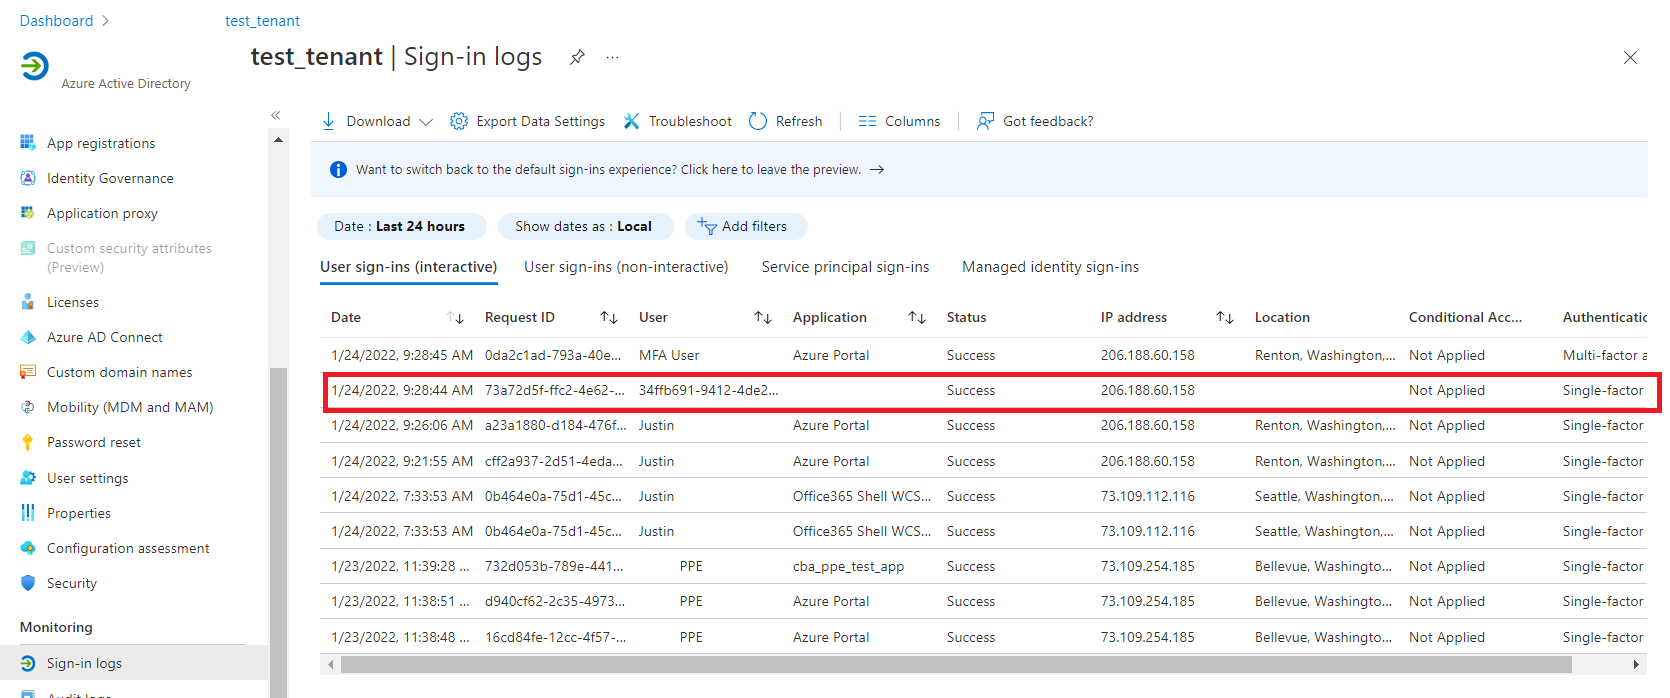 Dashboard
test_tenant
test_tenant | Sign-in logs
Azure Active Directory
App registrations
Identity Governance
Application proxy
Custom security attributes
(Preview)
Licenses
Azure AD Connect
Custom domain names
Mobility (MDM and MAM)
Password reset
User settings
Properties
Configuration assessment
Security
Monitoring
Sign-in logs
Audit logs
Download Export Data Settings Troubleshoot Refresh Columns Got feedback?
Want to switch back to the default sign-ins experience? Click here to leave the preview.
Date : Last 24 hours Show dates as : Local Add filters
User sign-ins (interactive) User sign-ins (non-interactive) Service principal sign-ins Managed identity sign-ins
Date Request ID User Application Status IP address Location Conditional Acc... Authenticatio
1/24/2022, 9:28:45 AM 0da2c1ad-793a-40e... MFA User Azure Portal Success 206.188.60.158 Renton, Washington,... Not Applied Multi-factor a
1/24/2022, 9:28:44 AM 73a72d5f-ffc2-4e62-... 34ffb691-9412-4de2... Success 206.188.60.158 Not Applied Single-factor
1/24/2022, 9:26:06 AM a23a1880-d184-476f... Justin Azure Portal Success 206.188.60.158 Renton, Washington,... Not Applied Single-factor
1/24/2022, 9:21:55 AM cff2a937-2d51-4eda... Justin Azure Portal Success 206.188.60.158 Renton, Washington,... Not Applied Single-factor
1/24/2022, 7:33:53 AM 0b464e0a-75d1-45c... Justin Office365 Shell WCS... Success 73.109.112.116 Seattle, Washington,... Not Applied Single-factor
1/24/2022, 7:33:53 AM 0b464e0a-75d1-45c... Justin Office365 Shell WCS... Success 73.109.112.116 Seattle, Washington,... Not Applied Single-factor
1/23/2022, 11:39:28 ... 732d053b-789e-441... PPE cba_ppe_test_app Success 73.109.254.185 Bellevue, Washingto... Not Applied Single-factor
1/23/2022, 11:38:51 ... d940cf62-2c35-4973... PPE Azure Portal Success 73.109.254.185 Bellevue, Washingto... Not Applied Single-factor
1/23/2022, 11:38:48 ... 16cd84fe-12cc-4f57-... PPE Azure Portal Success 73.109.254.185 Bellevue, Washingto... Not Applied Single-factor